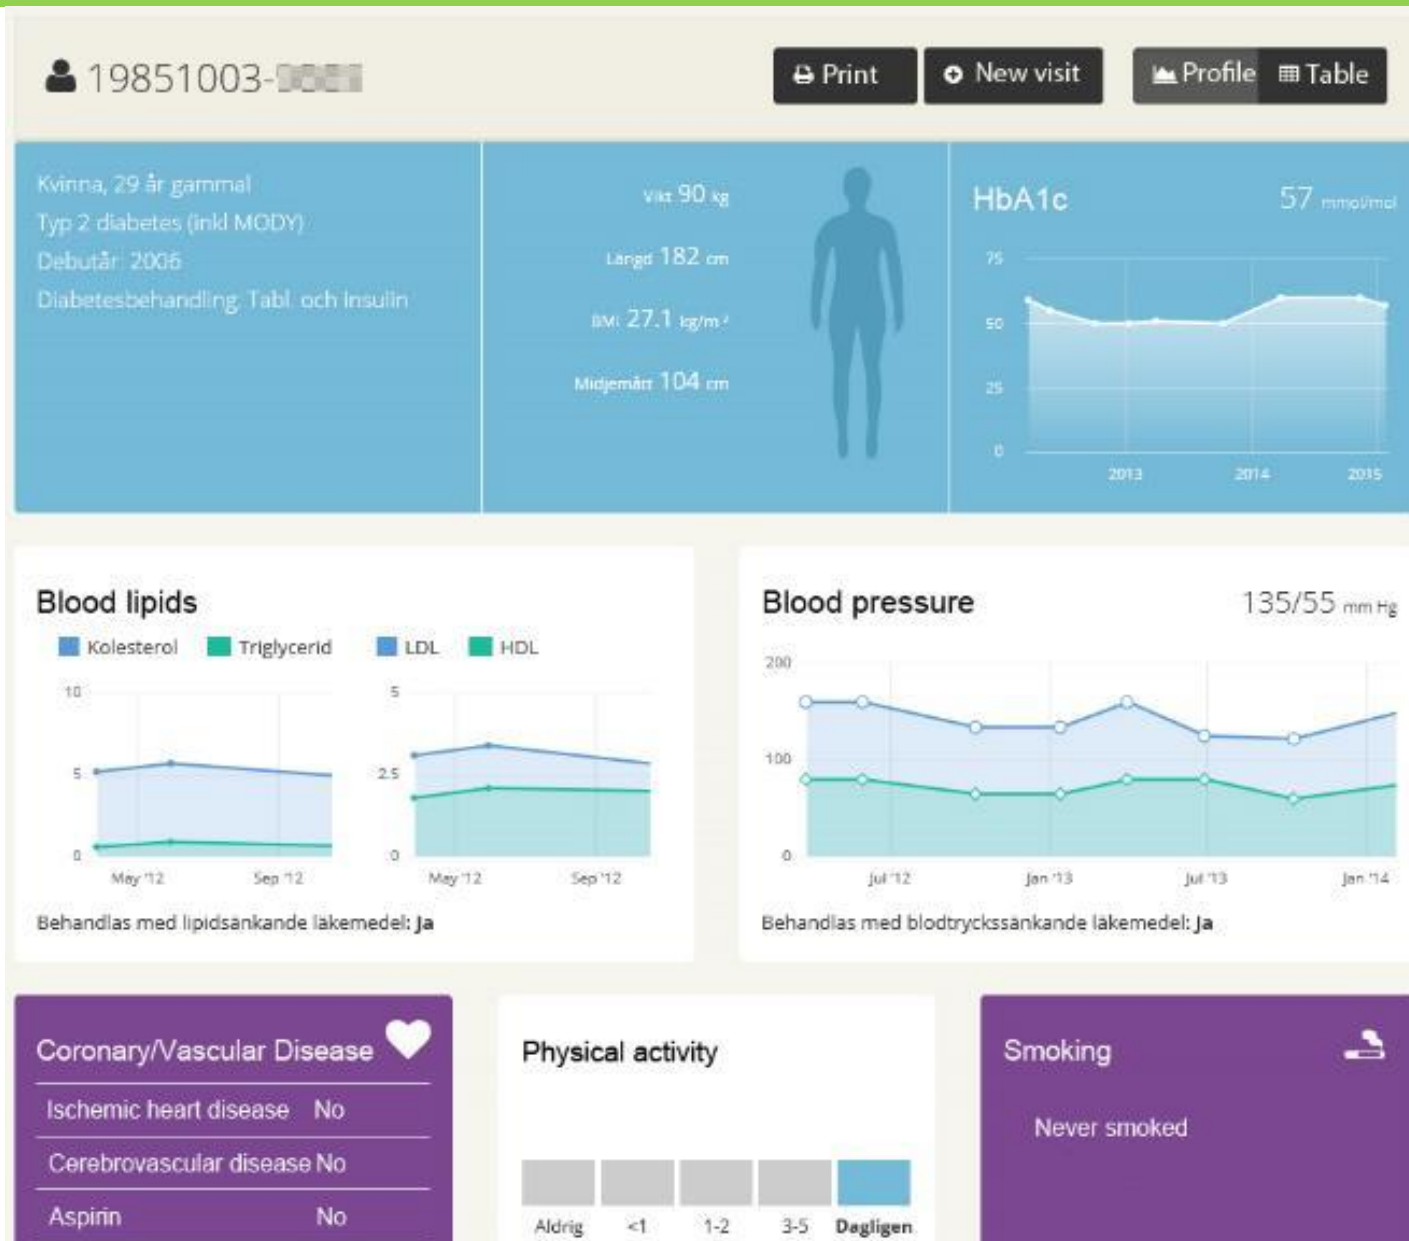 19851003-
Print
New visit
Profile
Table
Kvinna, 29 år gammal
Typ 2 diabetes (inkl MODY)
Debutår: 2006
Diabetesbehandling: Tabl. och Insulin
Vikt 90 kg
Längd 182 cm
BMI 27.1 kg/m²
Midjemått 104 cm
HbA1c
57 mmol/mol
75
50
25
0
2013 2014 2015
Blood lipids
Kolesterol Triglycerid LDL HDL
10
5
0
May '12 Sep '12
5
2.5
0
May '12 Sep '12
Behandlas med lipidsänkande läkemedel: Ja
Blood pressure
135/55 mm Hg
200
100
0
Jul '12 Jan '13 Jul '13 Jan '14
Behandlas med blodtryckssänkande läkemedel: Ja
Coronary/Vascular Disease
Ischemic heart disease No
Cerebrovascular disease No
Aspirin No
Physical activity
Aldrig <1 1-2 3-5 Dagligen
Smoking
Never smoked